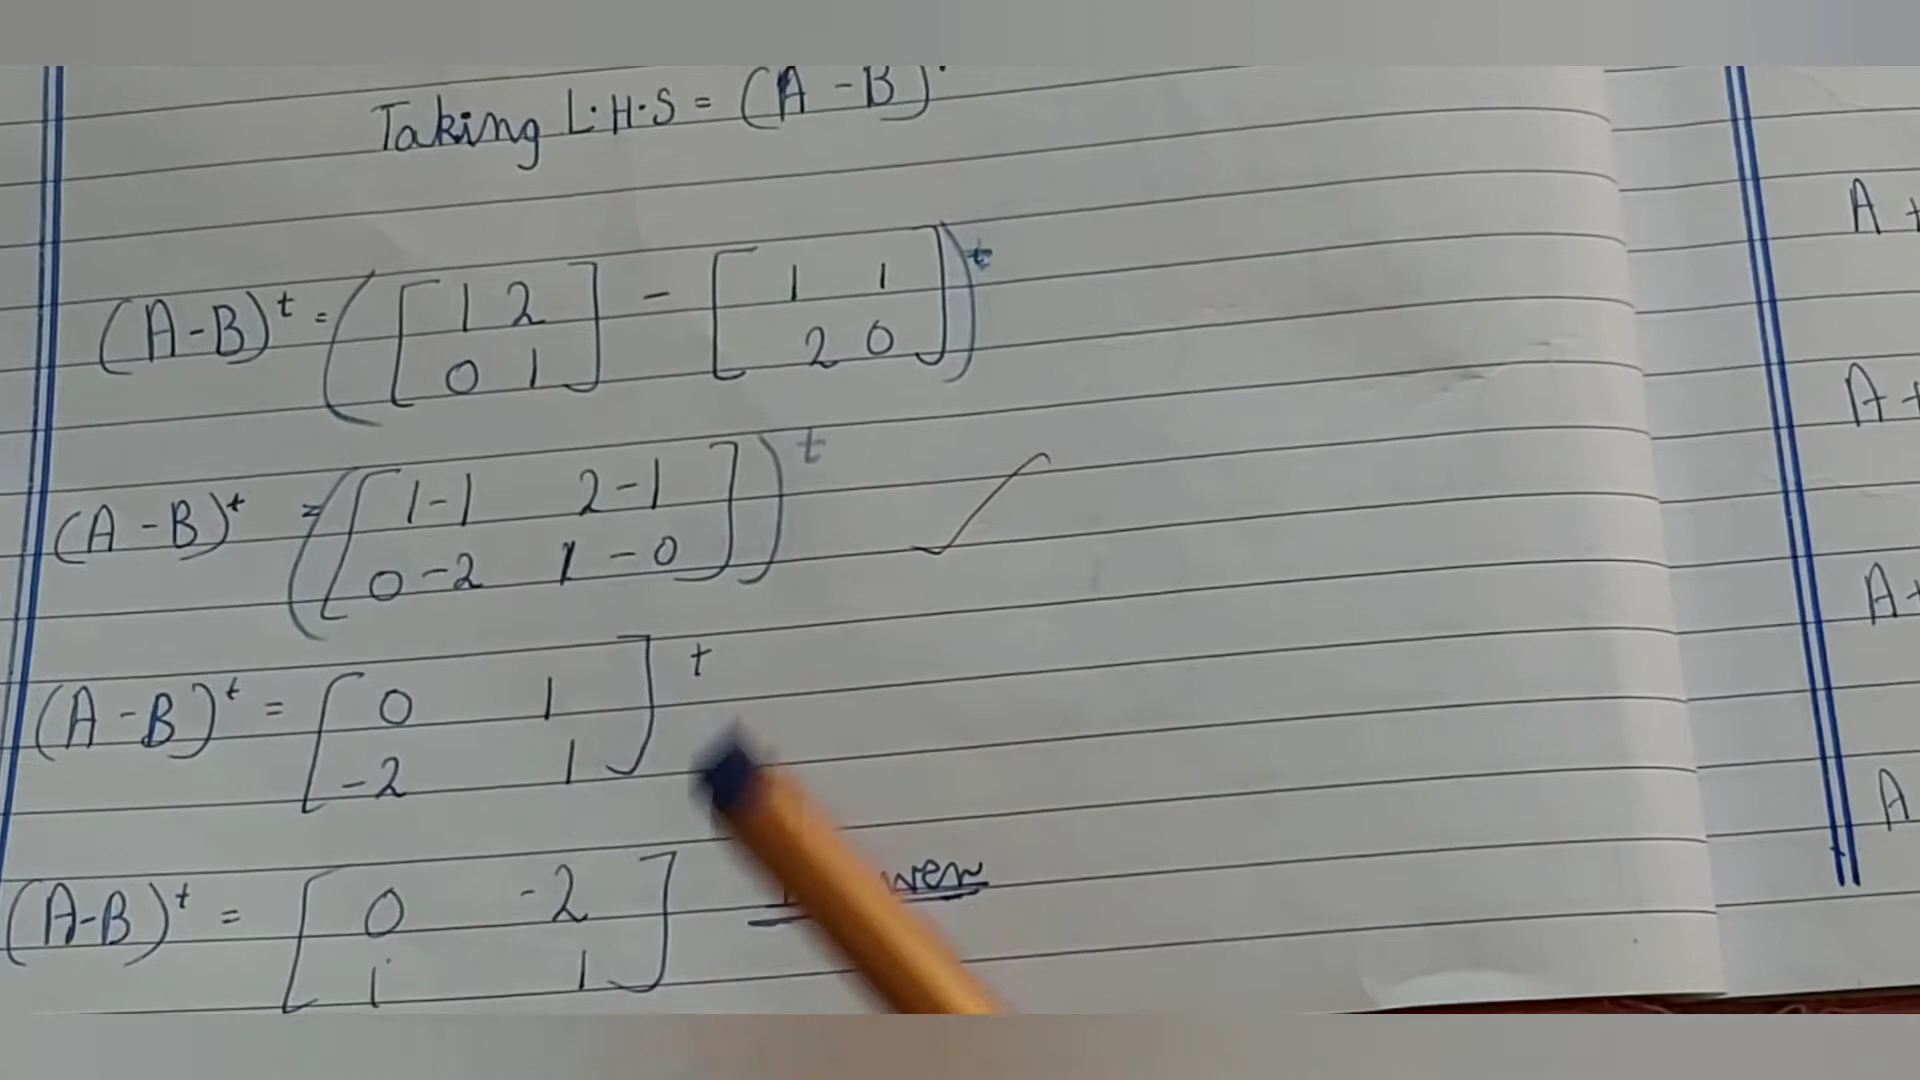 Taking L.H.S = (A - B)
(A-B)^t = ([1 2] - [1 1])^t
[0 1] [2 0]
(A - B)^t = ([1-1 2-1])^t
[0-2 1-0]
(A-B)^t = [0 1]^t
[-2 1]
(A-B)^t = [0 -2]
[1 1]
A +
A +
A +
A